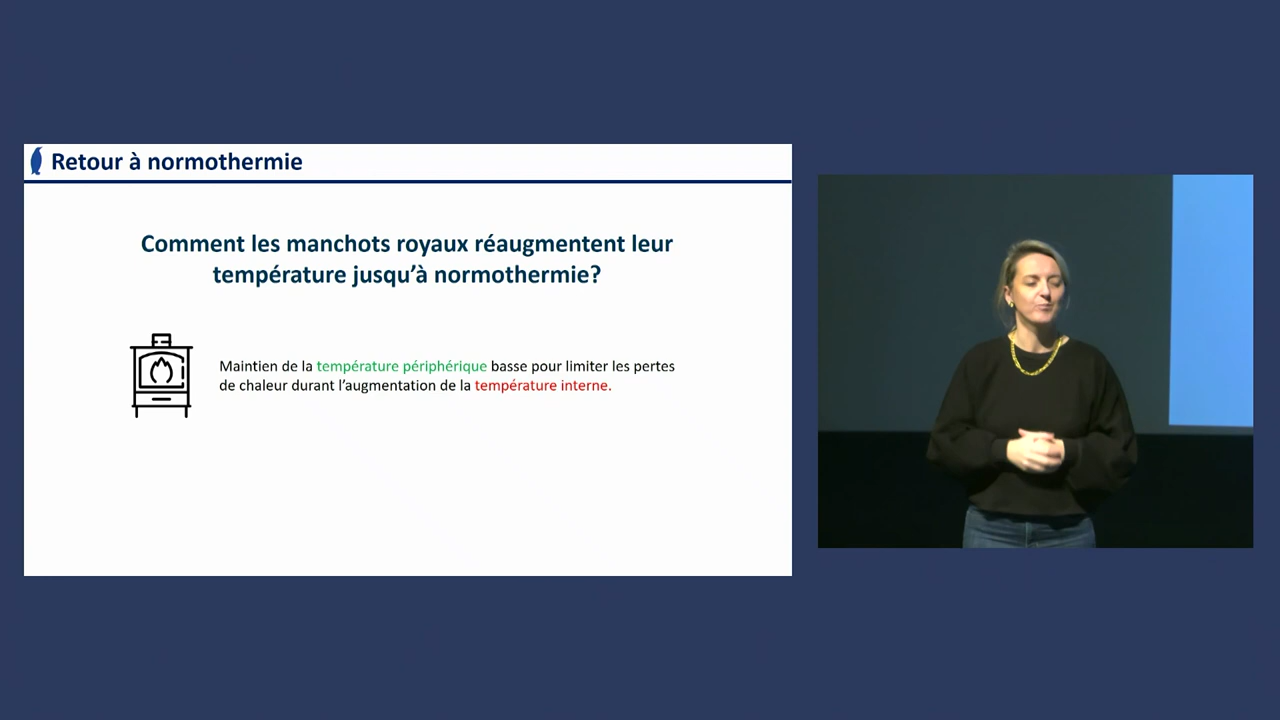 Retour à normothermie
Comment les manchots royaux réaugmentent leur
température jusqu’à normothermie?
Maintien de la température périphérique basse pour limiter les pertes
de chaleur durant l’augmentation de la température interne.